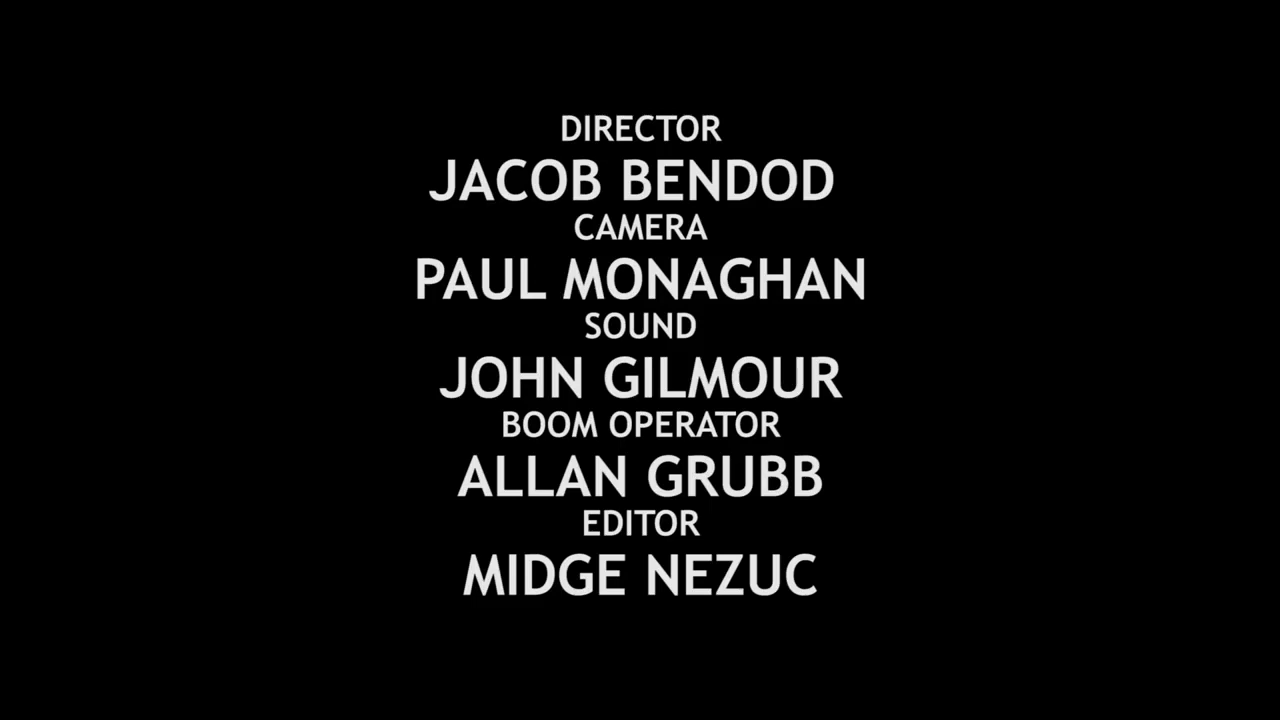 DIRECTOR
JACOB BENDOD
CAMERA
PAUL MONAGHAN
SOUND
JOHN GILMOUR
BOOM OPERATOR
ALLAN GRUBB
EDITOR
MIDGE NEZUC